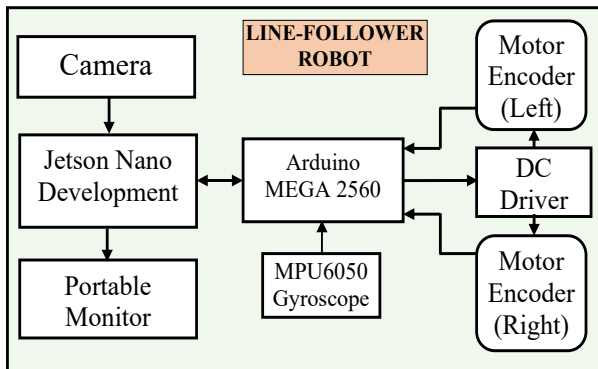 LINE-FOLLOWER
ROBOT
Camera
Jetson Nano
Development
Portable
Monitor
Arduino
MEGA 2560
MPU6050
Gyroscope
Motor
Encoder
(Left)
DC
Driver
Motor
Encoder
(Right)